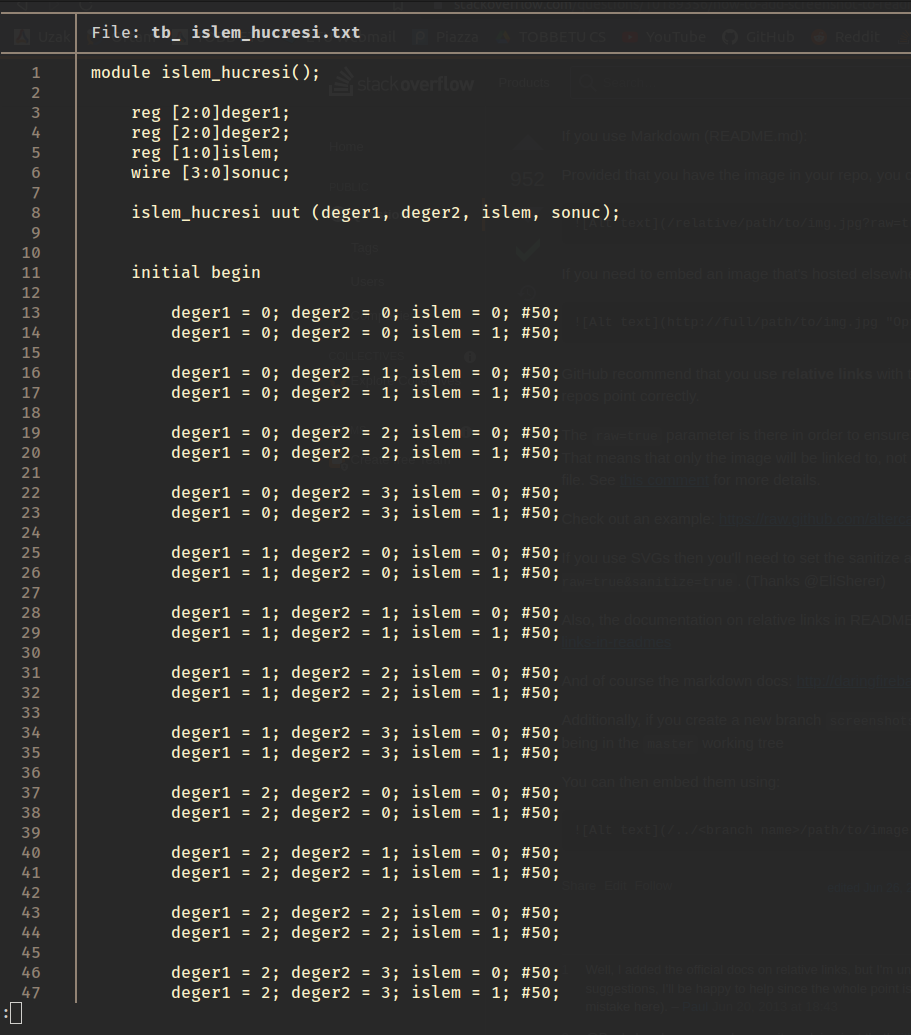 File: tb_ islem_hucresi.txt
1 module islem_hucresi();
2
3 reg [2:0]deger1;
4 reg [2:0]deger2;
5 reg [1:0]islem;
6 wire [3:0]sonuc;
7
8 islem_hucresi uut (deger1, deger2, islem, sonuc);
9
10
11 initial begin
12
13 deger1 = 0; deger2 = 0; islem = 0; #50;
14 deger1 = 0; deger2 = 0; islem = 1; #50;
15
16 deger1 = 0; deger2 = 1; islem = 0; #50;
17 deger1 = 0; deger2 = 1; islem = 1; #50;
18
19 deger1 = 0; deger2 = 2; islem = 0; #50;
20 deger1 = 0; deger2 = 2; islem = 1; #50;
21
22 deger1 = 0; deger2 = 3; islem = 0; #50;
23 deger1 = 0; deger2 = 3; islem = 1; #50;
24
25 deger1 = 1; deger2 = 0; islem = 0; #50;
26 deger1 = 1; deger2 = 0; islem = 1; #50;
27
28 deger1 = 1; deger2 = 1; islem = 0; #50;
29 deger1 = 1; deger2 = 1; islem = 1; #50;
30
31 deger1 = 1; deger2 = 2; islem = 0; #50;
32 deger1 = 1; deger2 = 2; islem = 1; #50;
33
34 deger1 = 1; deger2 = 3; islem = 0; #50;
35 deger1 = 1; deger2 = 3; islem = 1; #50;
36
37 deger1 = 2; deger2 = 0; islem = 0; #50;
38 deger1 = 2; deger2 = 0; islem = 1; #50;
39
40 deger1 = 2; deger2 = 1; islem = 0; #50;
41 deger1 = 2; deger2 = 1; islem = 1; #50;
42
43 deger1 = 2; deger2 = 2; islem = 0; #50;
44 deger1 = 2; deger2 = 2; islem = 1; #50;
45
46 deger1 = 2; deger2 = 3; islem = 0; #50;
47 deger1 = 2; deger2 = 3; islem = 1; #50;
: